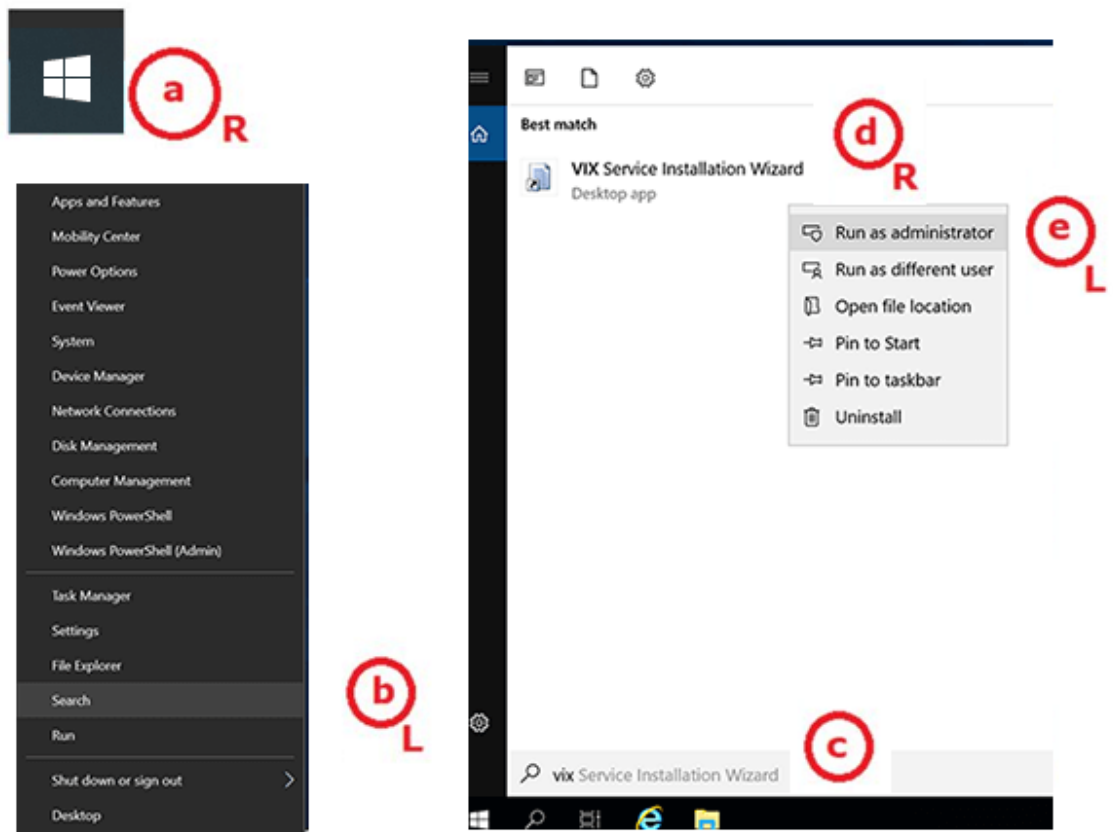 a
R
Apps and Features
Mobility Center
Power Options
Event Viewer
System
Device Manager
Network Connections
Disk Management
Computer Management
Windows PowerShell
Windows PowerShell (Admin)
Task Manager
Settings
File Explorer
Search
Run
Shut down or sign out
Desktop
b
L
Best match
d
R
VIX Service Installation Wizard
Desktop app
Run as administrator
e
L
Run as different user
Open file location
Pin to Start
Pin to taskbar
Uninstall
c
vix Service Installation Wizard